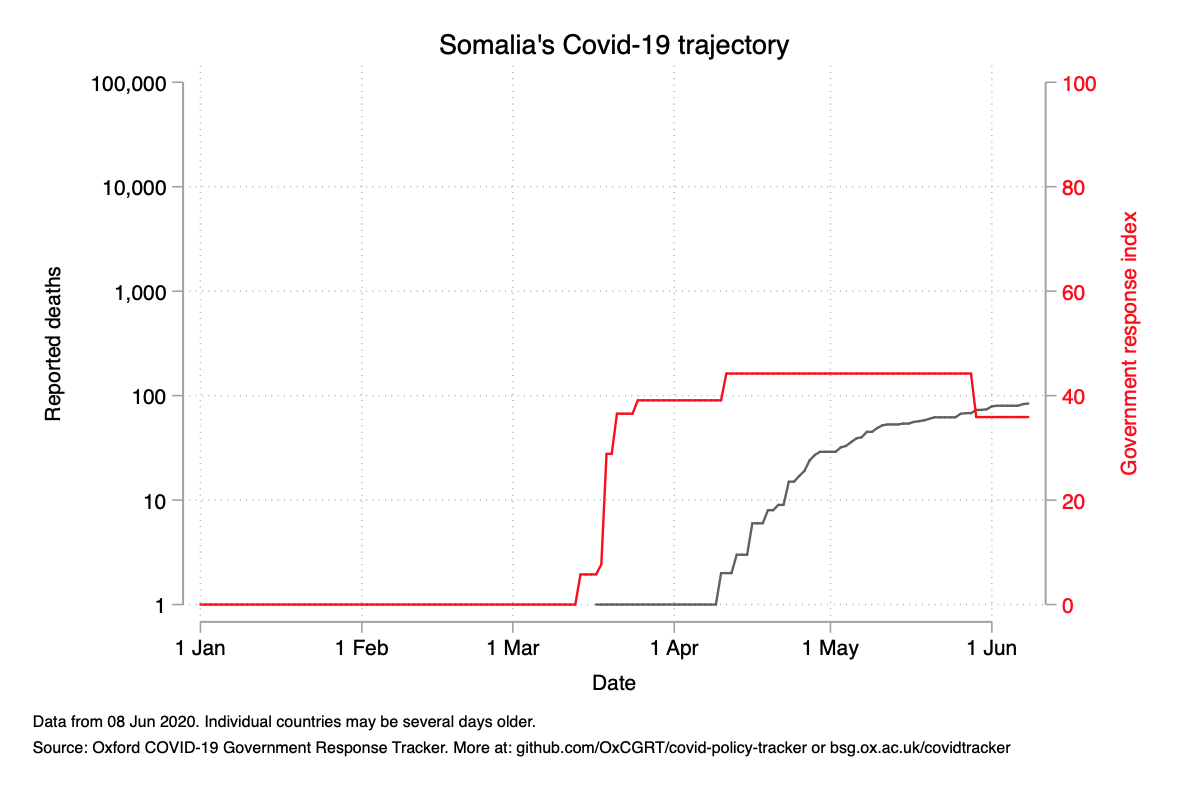 Somalia's Covid-19 trajectory
100,000
10,000
1,000
100
10
1
Reported deaths
100
80
60
40
20
0
Government response index
1 Jan
1 Feb
1 Mar
1 Apr
1 May
1 Jun
Date
Data from 08 Jun 2020. Individual countries may be several days older.
Source: Oxford COVID-19 Government Response Tracker. More at: github.com/OxCGRT/covid-policy-tracker or bsg.ox.ac.uk/covidtracker